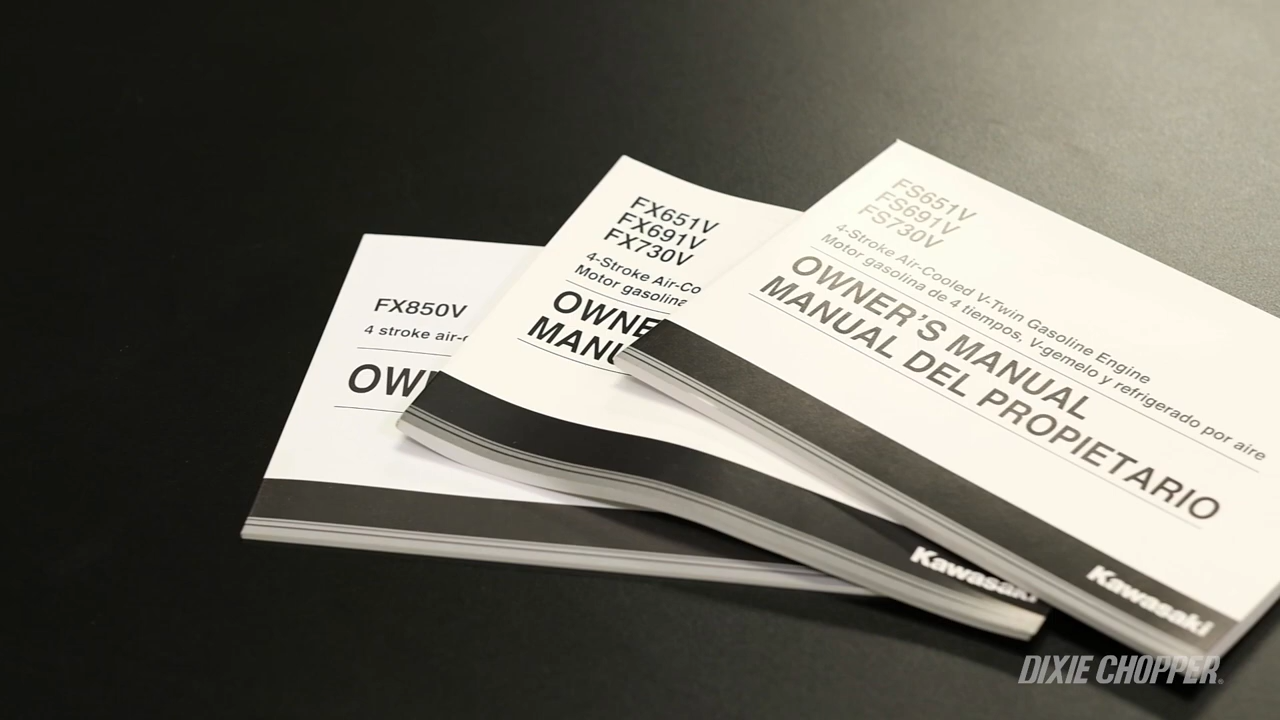 FX850V
4 stroke air-
FX651V
FX691V
FX730V
4-Stroke Air-Co
Motor gasolina
OWNE
MANU
Kawasaki
FS651V
FS691V
FS730V
4-Stroke Air-Cooled V-Twin Gasoline Engine
Motor gasolina de 4 tiempos, V-gemelo y refrigerado por aire
OWNER'S MANUAL
MANUAL DEL PROPIETARIO
Kawasaki
DIXIE CHOPPER®